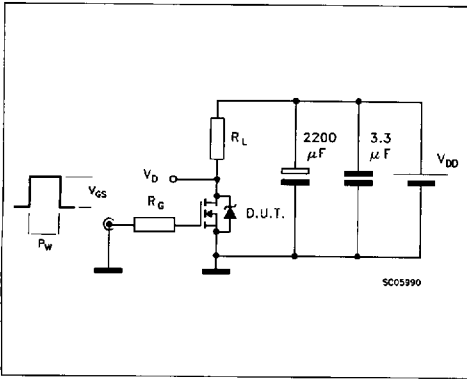 R_L
2200
µF
3.3
µF
V_DD
V_D
V_GS
R_G
D.U.T.
P_W
SC05990